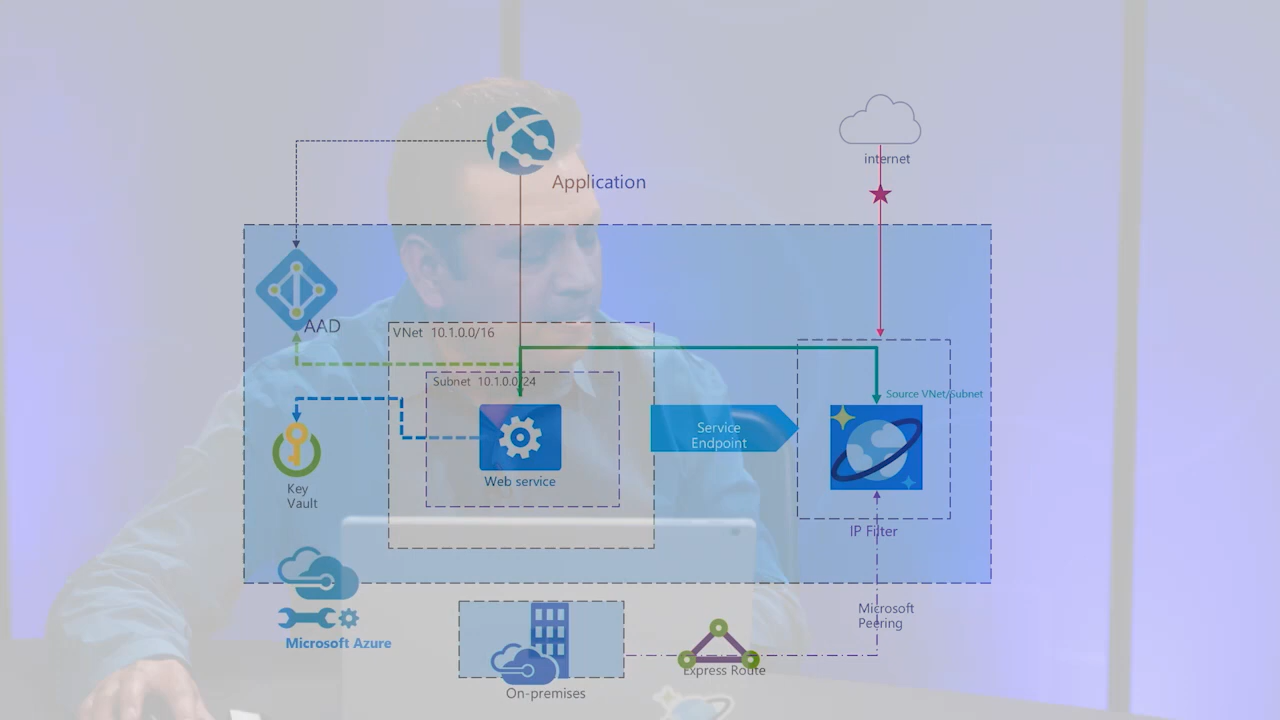 Application
internet
AAD
VNet 10.1.0.0/16
Subnet 10.1.0.0/24
Source VNet/Subnet
Service
Endpoint
Web service
Key
Vault
IP Filter
Microsoft
Peering
Microsoft Azure
Express Route
On-premises